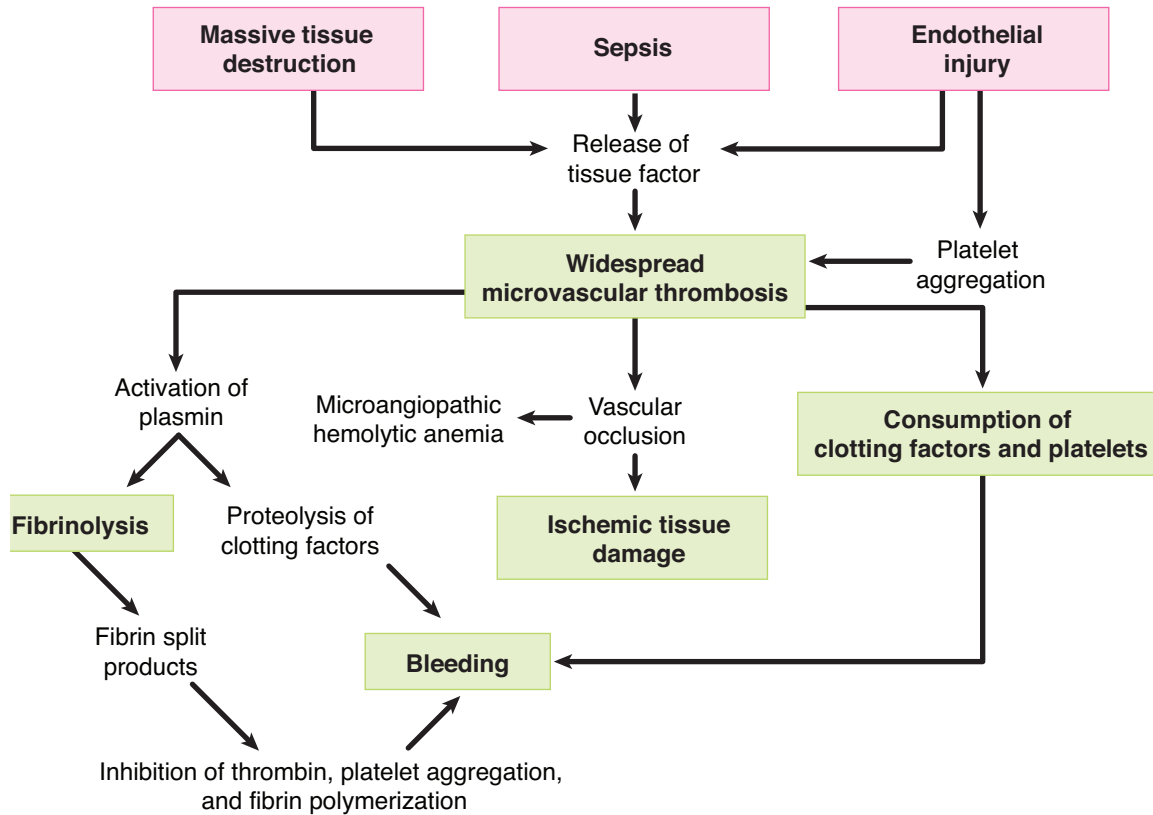 Massive tissue
destruction
Sepsis
Endothelial
injury
Release of
tissue factor
Widespread
microvascular thrombosis
Platelet
aggregation
Activation of
plasmin
Microangiopathic
hemolytic anemia
Vascular
occlusion
Consumption of
clotting factors and platelets
Fibrinolysis
Proteolysis of
clotting factors
Ischemic tissue
damage
Fibrin split
products
Bleeding
Inhibition of thrombin, platelet aggregation,
and fibrin polymerization